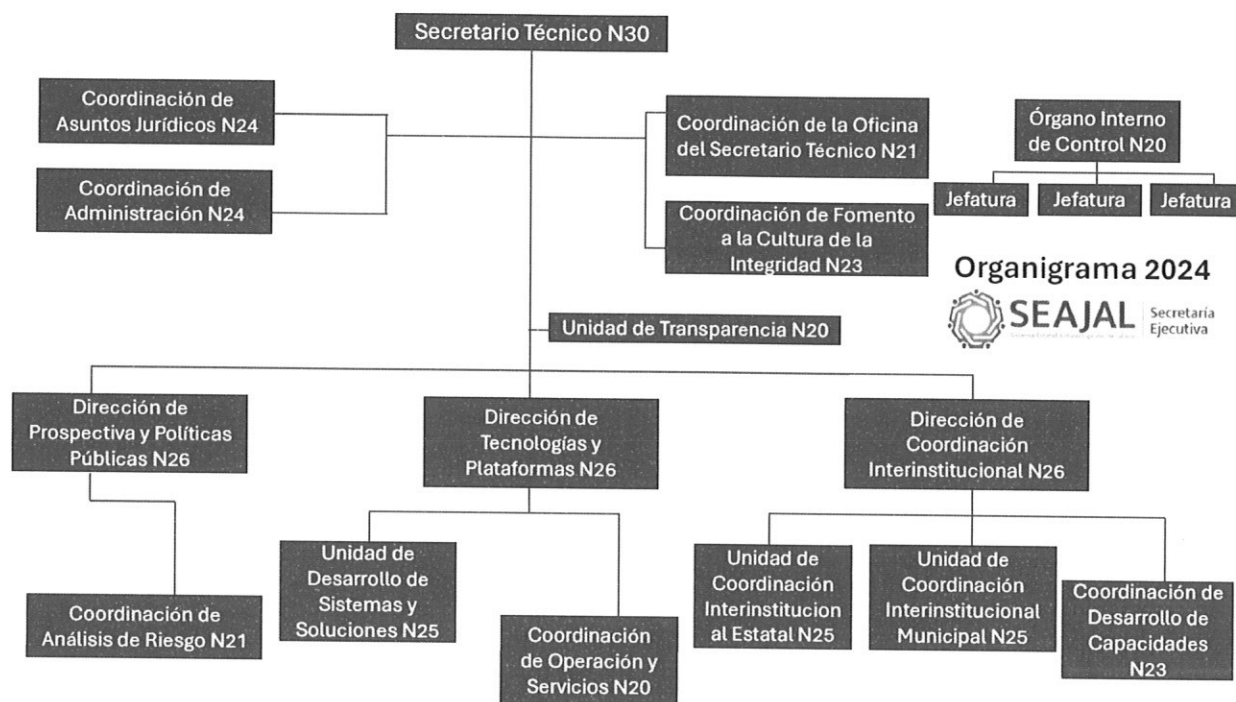 Secretario Técnico N30
Coordinación de
Asuntos Jurídicos N24
Coordinación de
Administración N24
Coordinación de la Oficina
del Secretario Técnico N21
Coordinación de Fomento
a la Cultura de la
Integridad N23
Órgano Interno
de Control N20
Jefatura
Jefatura
Jefatura
Organigrama 2024
SEAJAL
Secretaría
Ejecutiva
Unidad de Transparencia N20
Dirección de
Prospectiva y Políticas
Públicas N26
Dirección de
Tecnologías y
Plataformas N26
Dirección de
Coordinación
Interinstitucional N26
Coordinación de
Análisis de Riesgo N21
Unidad de
Desarrollo de
Sistemas y
Soluciones N25
Coordinación
de Operación y
Servicios N20
Unidad de
Coordinación
Interinstitucion
al Estatal N25
Unidad de
Coordinación
Interinstitucional
Municipal N25
Coordinación de
Desarrollo de
Capacidades
N23